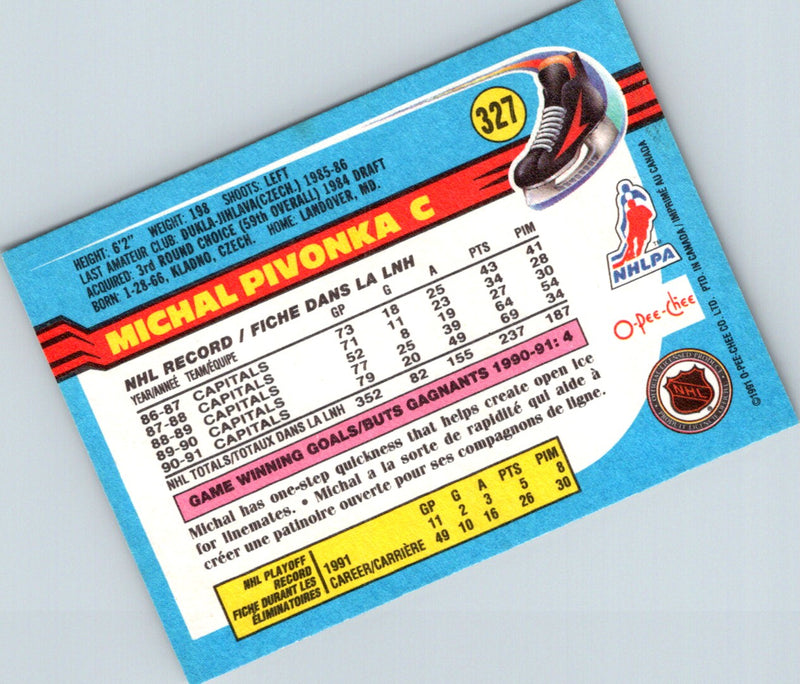 327
HEIGHT: 6'2" WEIGHT: 198 SHOOTS: LEFT
LAST AMATEUR CLUB: DUKLA-JIHLAVA(CZECH.) 1985-86
ACQUIRED: 3rd ROUND CHOICE (59th OVERALL) 1984 DRAFT
BORN: 1-28-66, KLADNO, CZECH. HOME: LANDOVER, MD.
MICHAL PIVONKA C
NHL RECORD / FICHE DANS LA LNH
YEAR/ANNÉE TEAM/ÉQUIPE GP G A PTS PIM
86-87 CAPITALS 73 18 25 43 41
87-88 CAPITALS 71 11 23 34 28
88-89 CAPITALS 52 8 19 27 30
89-90 CAPITALS 77 25 39 64 54
90-91 CAPITALS 79 20 49 69 34
NHL TOTALS/TOTAUX DANS LA LNH 352 82 155 237 187
GAME WINNING GOALS/BUTS GAGNANTS 1990-91: 4
Michal has one-step quickness that helps create open ice
for linemates. • Michal a la sorte de rapidité qui aide à
créer une patinoire ouverte pour ses compagnons de ligne.
NHL PLAYOFF
RECORD
FICHE DURANT LES
ÉLIMINATOIRES
GP G A PTS PIM
1991 11 2 3 5 8
CAREER/CARRIÈRE 49 10 16 26 30
NHLPA
TM
O-Pee-Chee
NHL
©1991 O-PEE-CHEE CO. LTD. PTD. IN CANADA/IMPRIMÉ AU CANADA